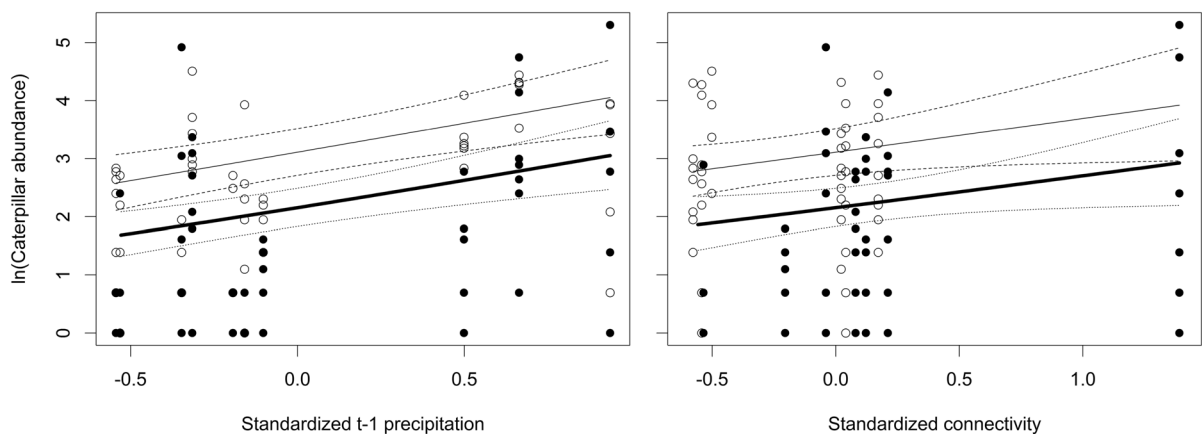 ln(Caterpillar abundance)
5
4
3
2
1
0
-0.5 0.0 0.5
-0.5 0.0 0.5 1.0
Standardized t-1 precipitation
Standardized connectivity